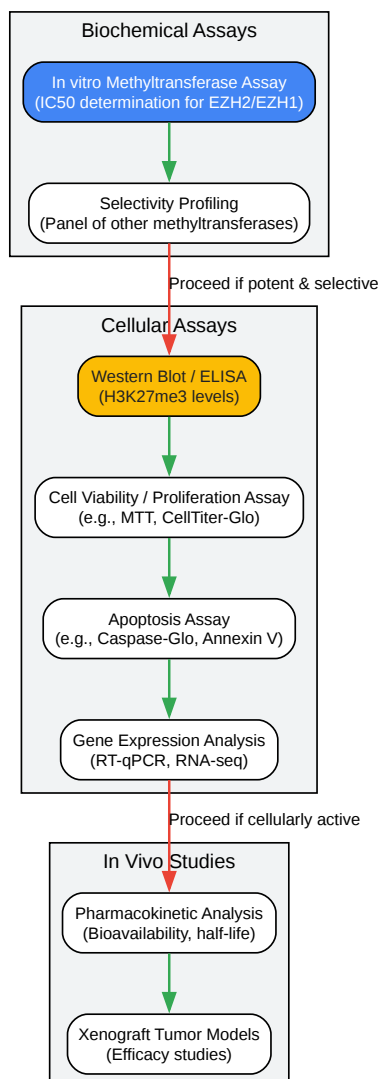 Biochemical Assays
In vitro Methyltransferase Assay
(IC50 determination for EZH2/EZH1)
Selectivity Profiling
(Panel of other methyltransferases)
Proceed if potent & selective
Cellular Assays
Western Blot / ELISA
(H3K27me3 levels)
Cell Viability / Proliferation Assay
(e.g., MTT, CellTiter-Glo)
Apoptosis Assay
(e.g., Caspase-Glo, Annexin V)
Gene Expression Analysis
(RT-qPCR, RNA-seq)
Proceed if cellularly active
In Vivo Studies
Pharmacokinetic Analysis
(Bioavailability, half-life)
Xenograft Tumor Models
(Efficacy studies)